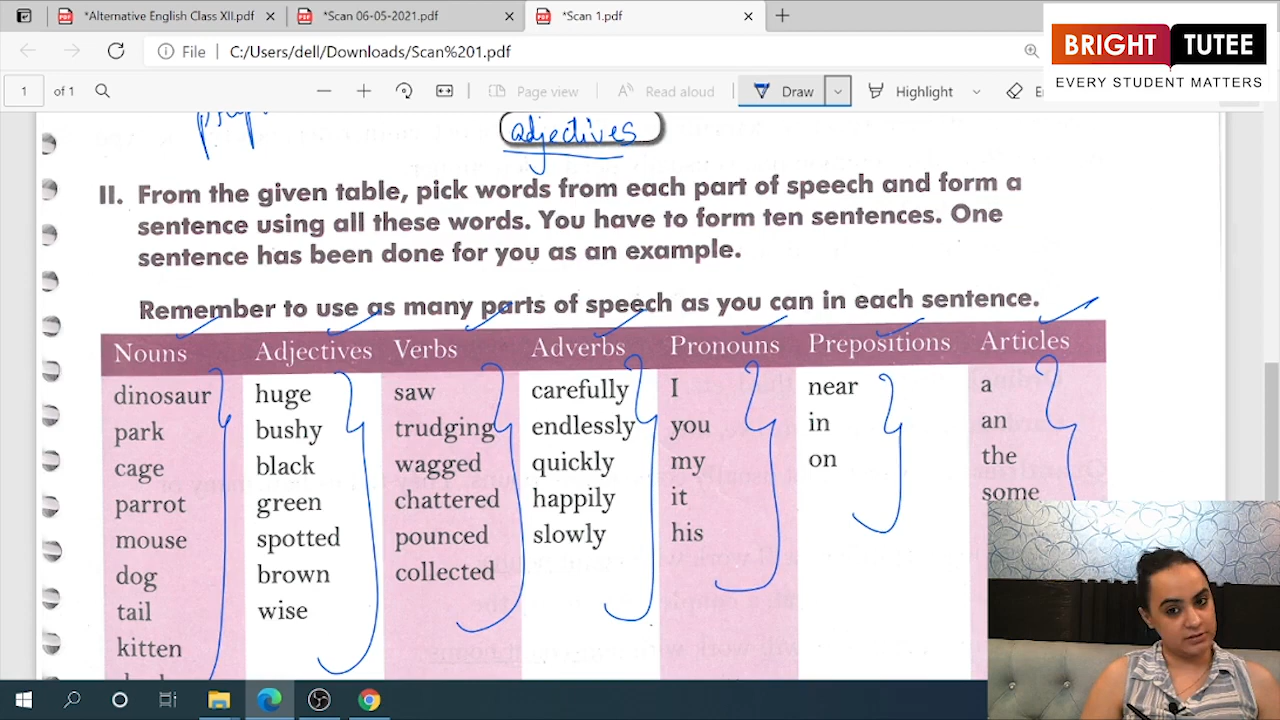 *Alternative English Class XII.pdf
*Scan 06-05-2021.pdf
*Scan 1.pdf
File
C:/Users/dell/Downloads/Scan%201.pdf
1 of 1
Page view
Read aloud
Draw
Highlight
BRIGHT TUTEE
EVERY STUDENT MATTERS
adjectives
II. From the given table, pick words from each part of speech and form a
sentence using all these words. You have to form ten sentences. One
sentence has been done for you as an example.
Remember to use as many parts of speech as you can in each sentence.
Nouns Adjectives Verbs Adverbs Pronouns Prepositions Articles
dinosaur huge saw carefully I near a
park bushy trudging endlessly you in an
cage black wagged quickly my on the
parrot green chattered happily it some
mouse spotted pounced slowly his
dog brown collected
tail wise
kitten